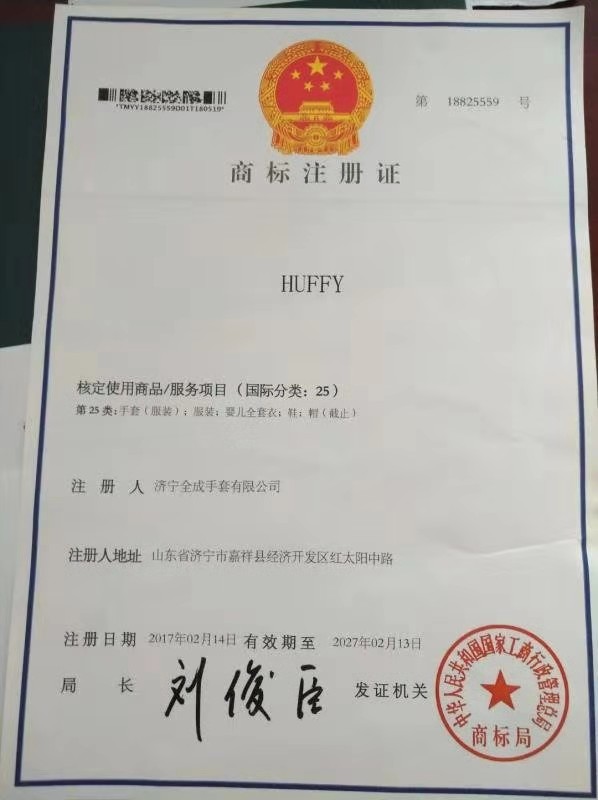 *TMYY18825559D01T180519*
第 18825559 号
商标注册证
HUFFY
核定使用商品/服务项目（国际分类：25）
第25类：手套（服装）；服装；婴儿全套衣；鞋；帽（截止）
注册人 济宁全成手套有限公司
注册人地址 山东省济宁市嘉祥县经济开发区红太阳中路
注册日期 2017年02月14日 有效期至 2027年02月13日
局长 刘俊臣 发证机关
中华人民共和国国家工商行政管理总局
商标局